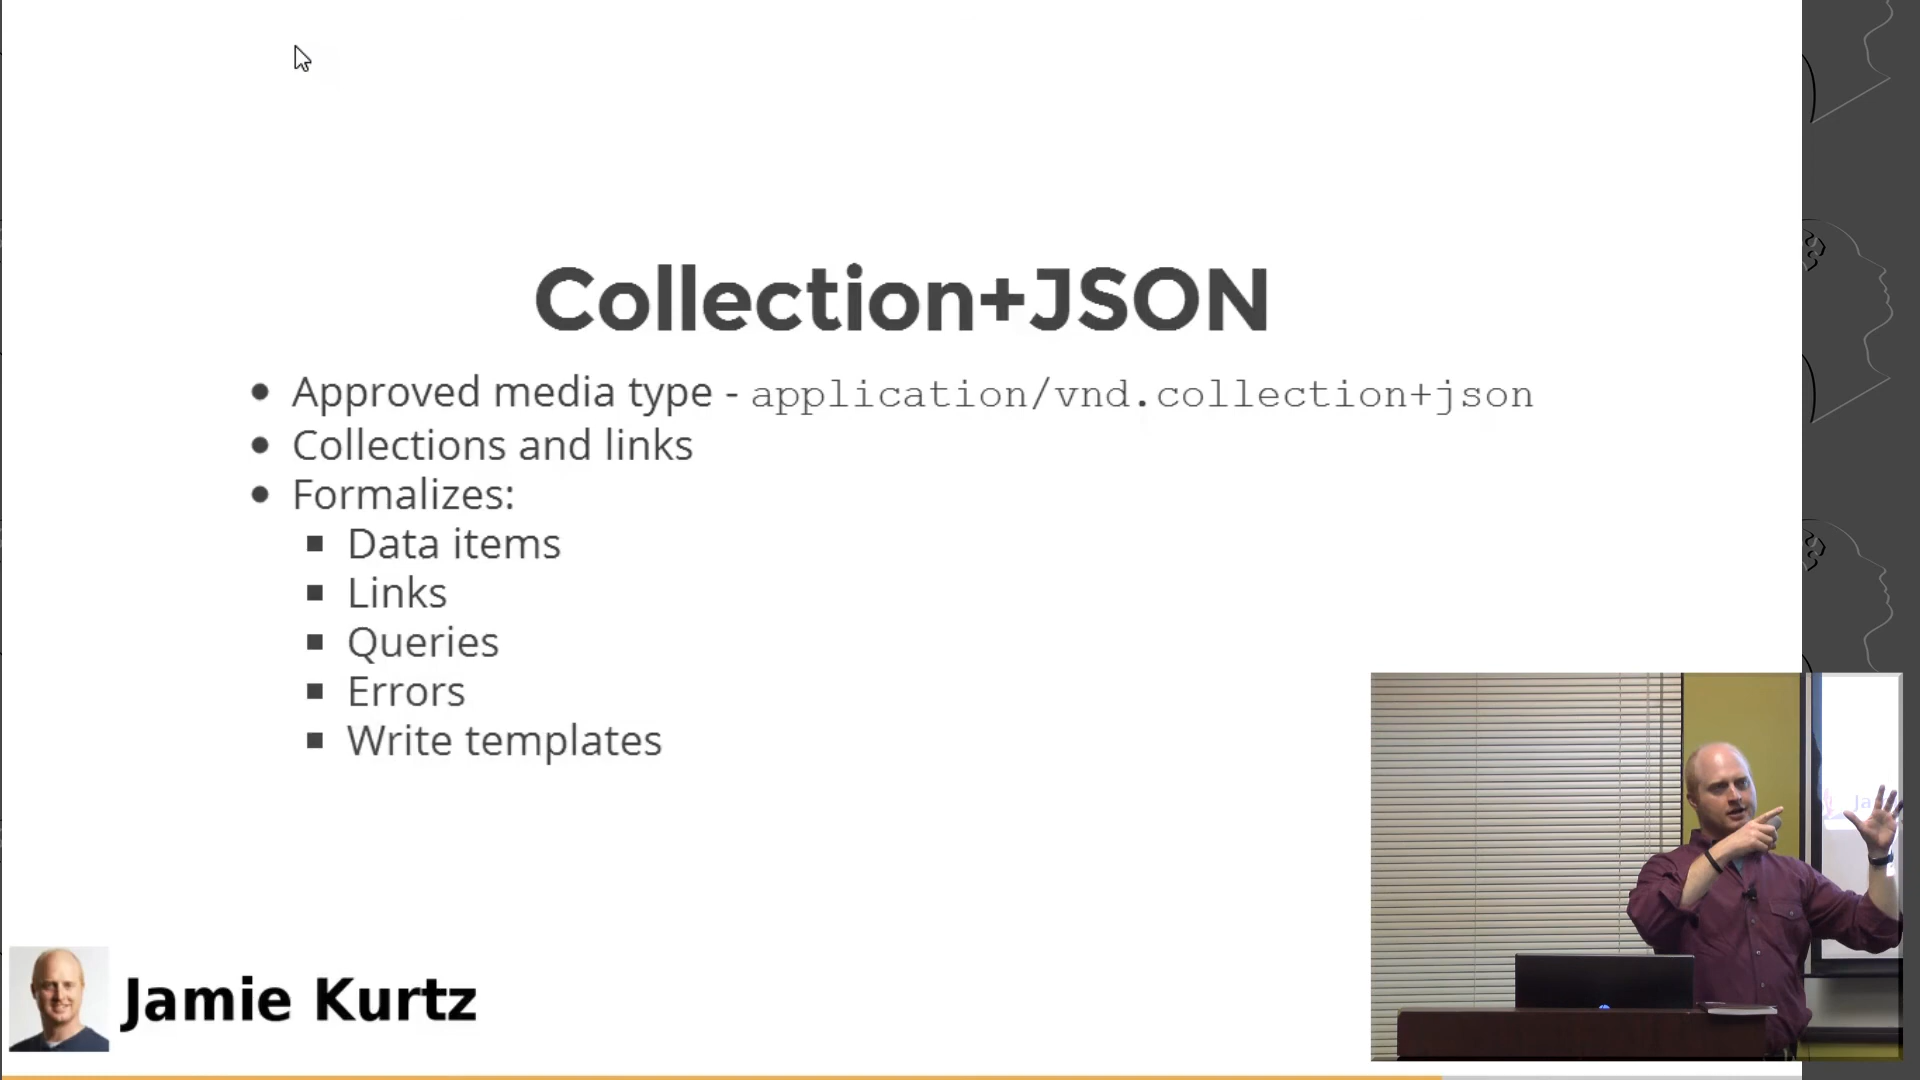 Collection+JSON
Approved media type - application/vnd.collection+json
Collections and links
Formalizes:
Data items
Links
Queries
Errors
Write templates
Jamie Kurtz